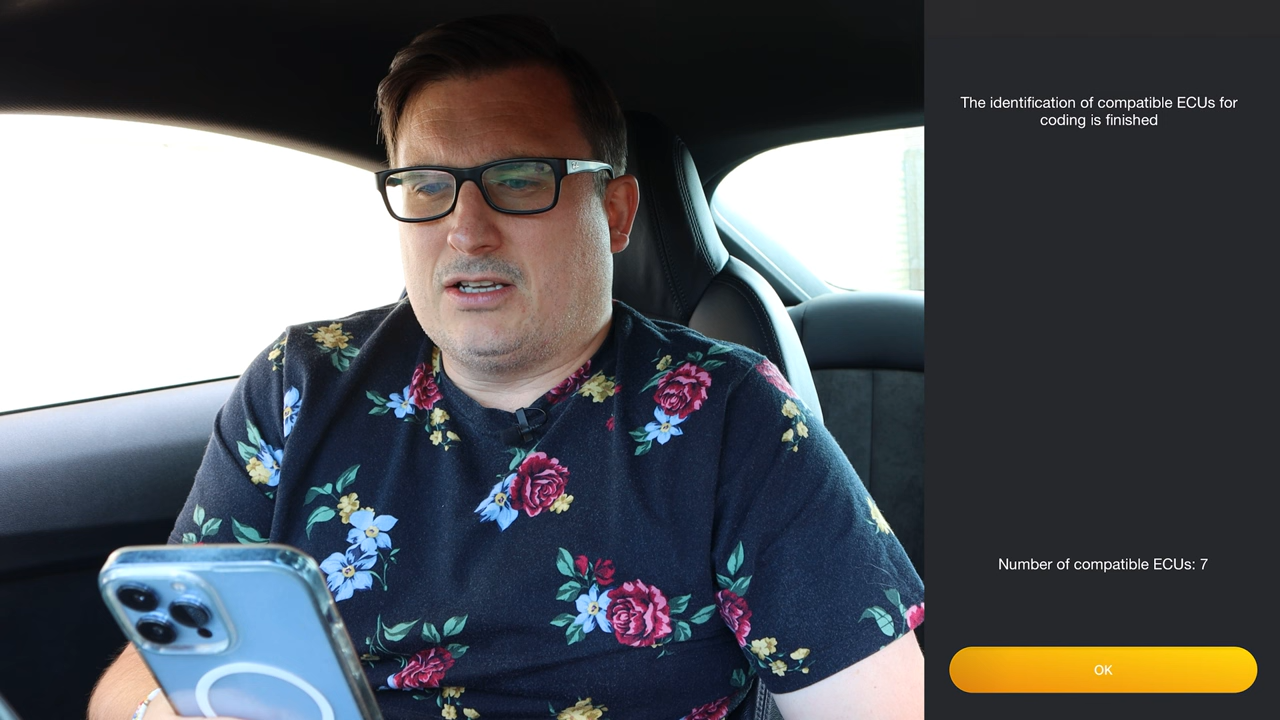 The identification of compatible ECUs for
coding is finished
Number of compatible ECUs: 7
OK